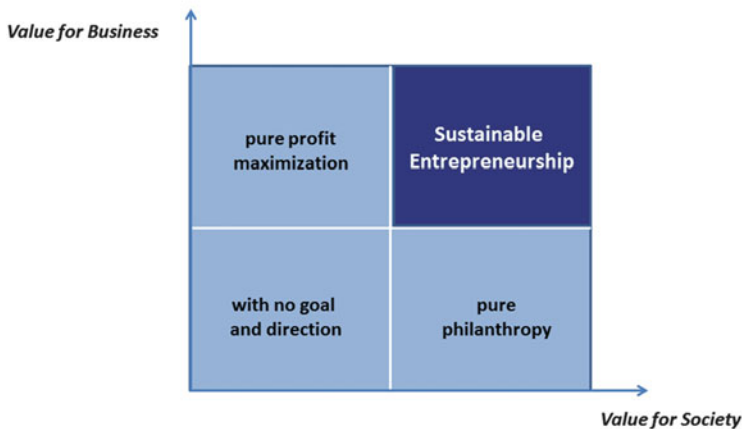 Value for Business
pure profit
maximization
Sustainable
Entrepreneurship
with no goal
and direction
pure
philanthropy
Value for Society